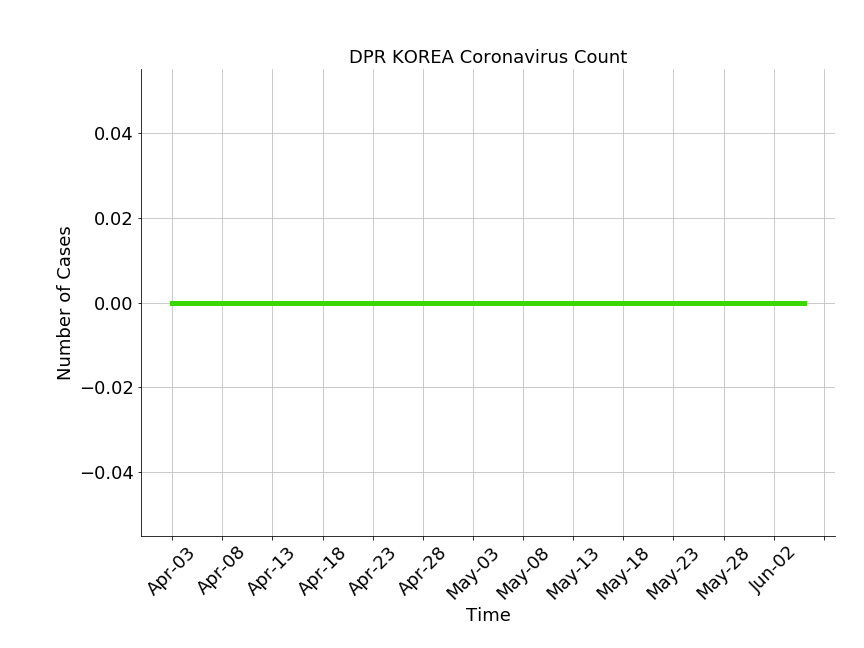 DPR KOREA Coronavirus Count
0.04
0.02
0.00
−0.02
−0.04
Number of Cases
Apr-03
Apr-08
Apr-13
Apr-18
Apr-23
Apr-28
May-03
May-08
May-13
May-18
May-23
May-28
Jun-02
Time